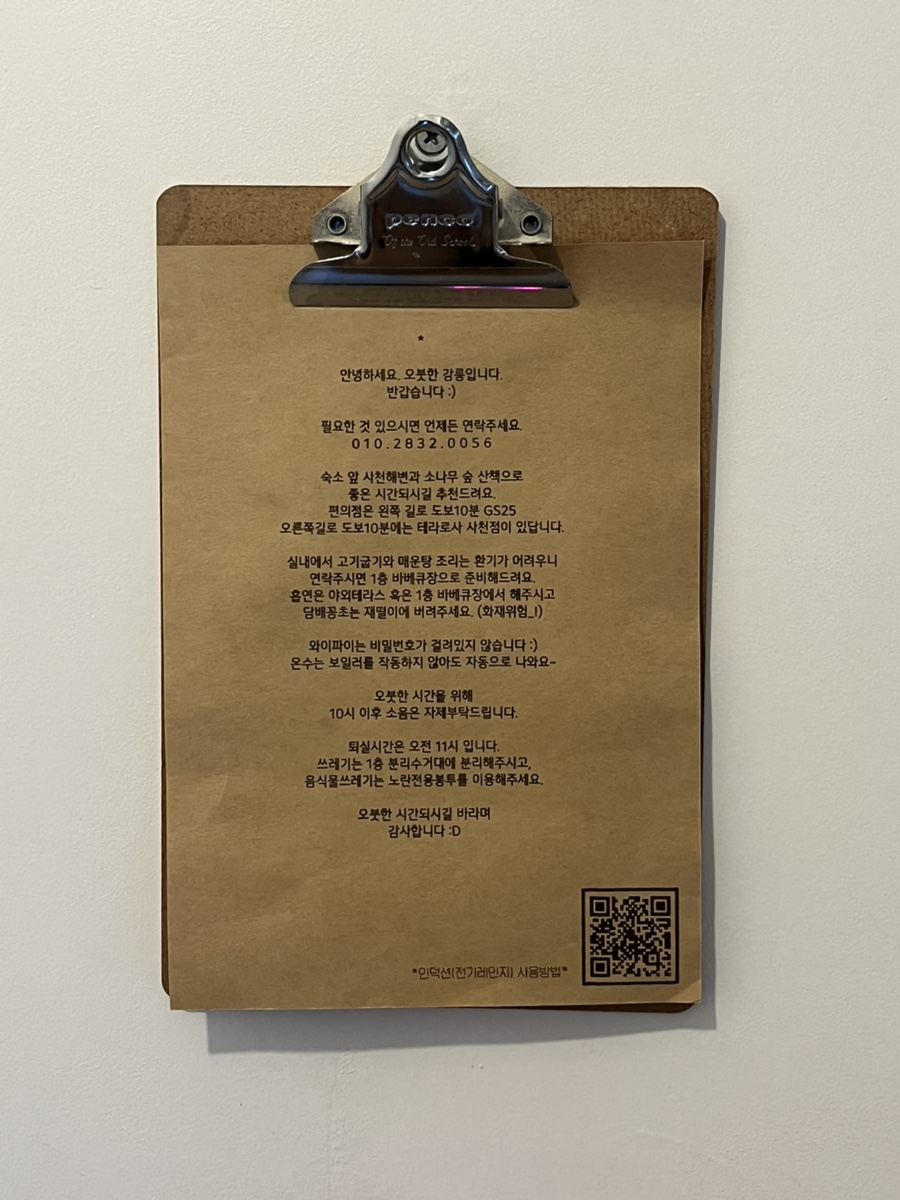 penco
Of the Old School
*
안녕하세요. 오붓한 강릉입니다.
반갑습니다 :)
필요한 것 있으시면 언제든 연락주세요.
010.2832.0056
숙소 앞 사천해변과 소나무 숲 산책으로
좋은 시간되시길 추천드려요.
편의점은 왼쪽 길로 도보10분 GS25
오른쪽길로 도보10분에는 테라로사 사천점이 있답니다.
실내에서 고기굽기와 매운탕 조리는 환기가 어려우니
연락주시면 1층 바베큐장으로 준비해드려요.
흡연은 야외테라스 혹은 1층 바베큐장에서 해주시고
담배꽁초는 재떨이에 버려주세요. (화재위험_!)
와이파이는 비밀번호가 걸려있지 않습니다 :)
온수는 보일러를 작동하지 않아도 자동으로 나와요~
오붓한 시간을 위해
10시 이후 소음은 자제부탁드립니다.
퇴실시간은 오전 11시 입니다.
쓰레기는 1층 분리수거대에 분리해주시고,
음식물쓰레기는 노란전용봉투를 이용해주세요.
오붓한 시간되시길 바라며
감사합니다 :D
*인덕션(전기레인지) 사용방법*